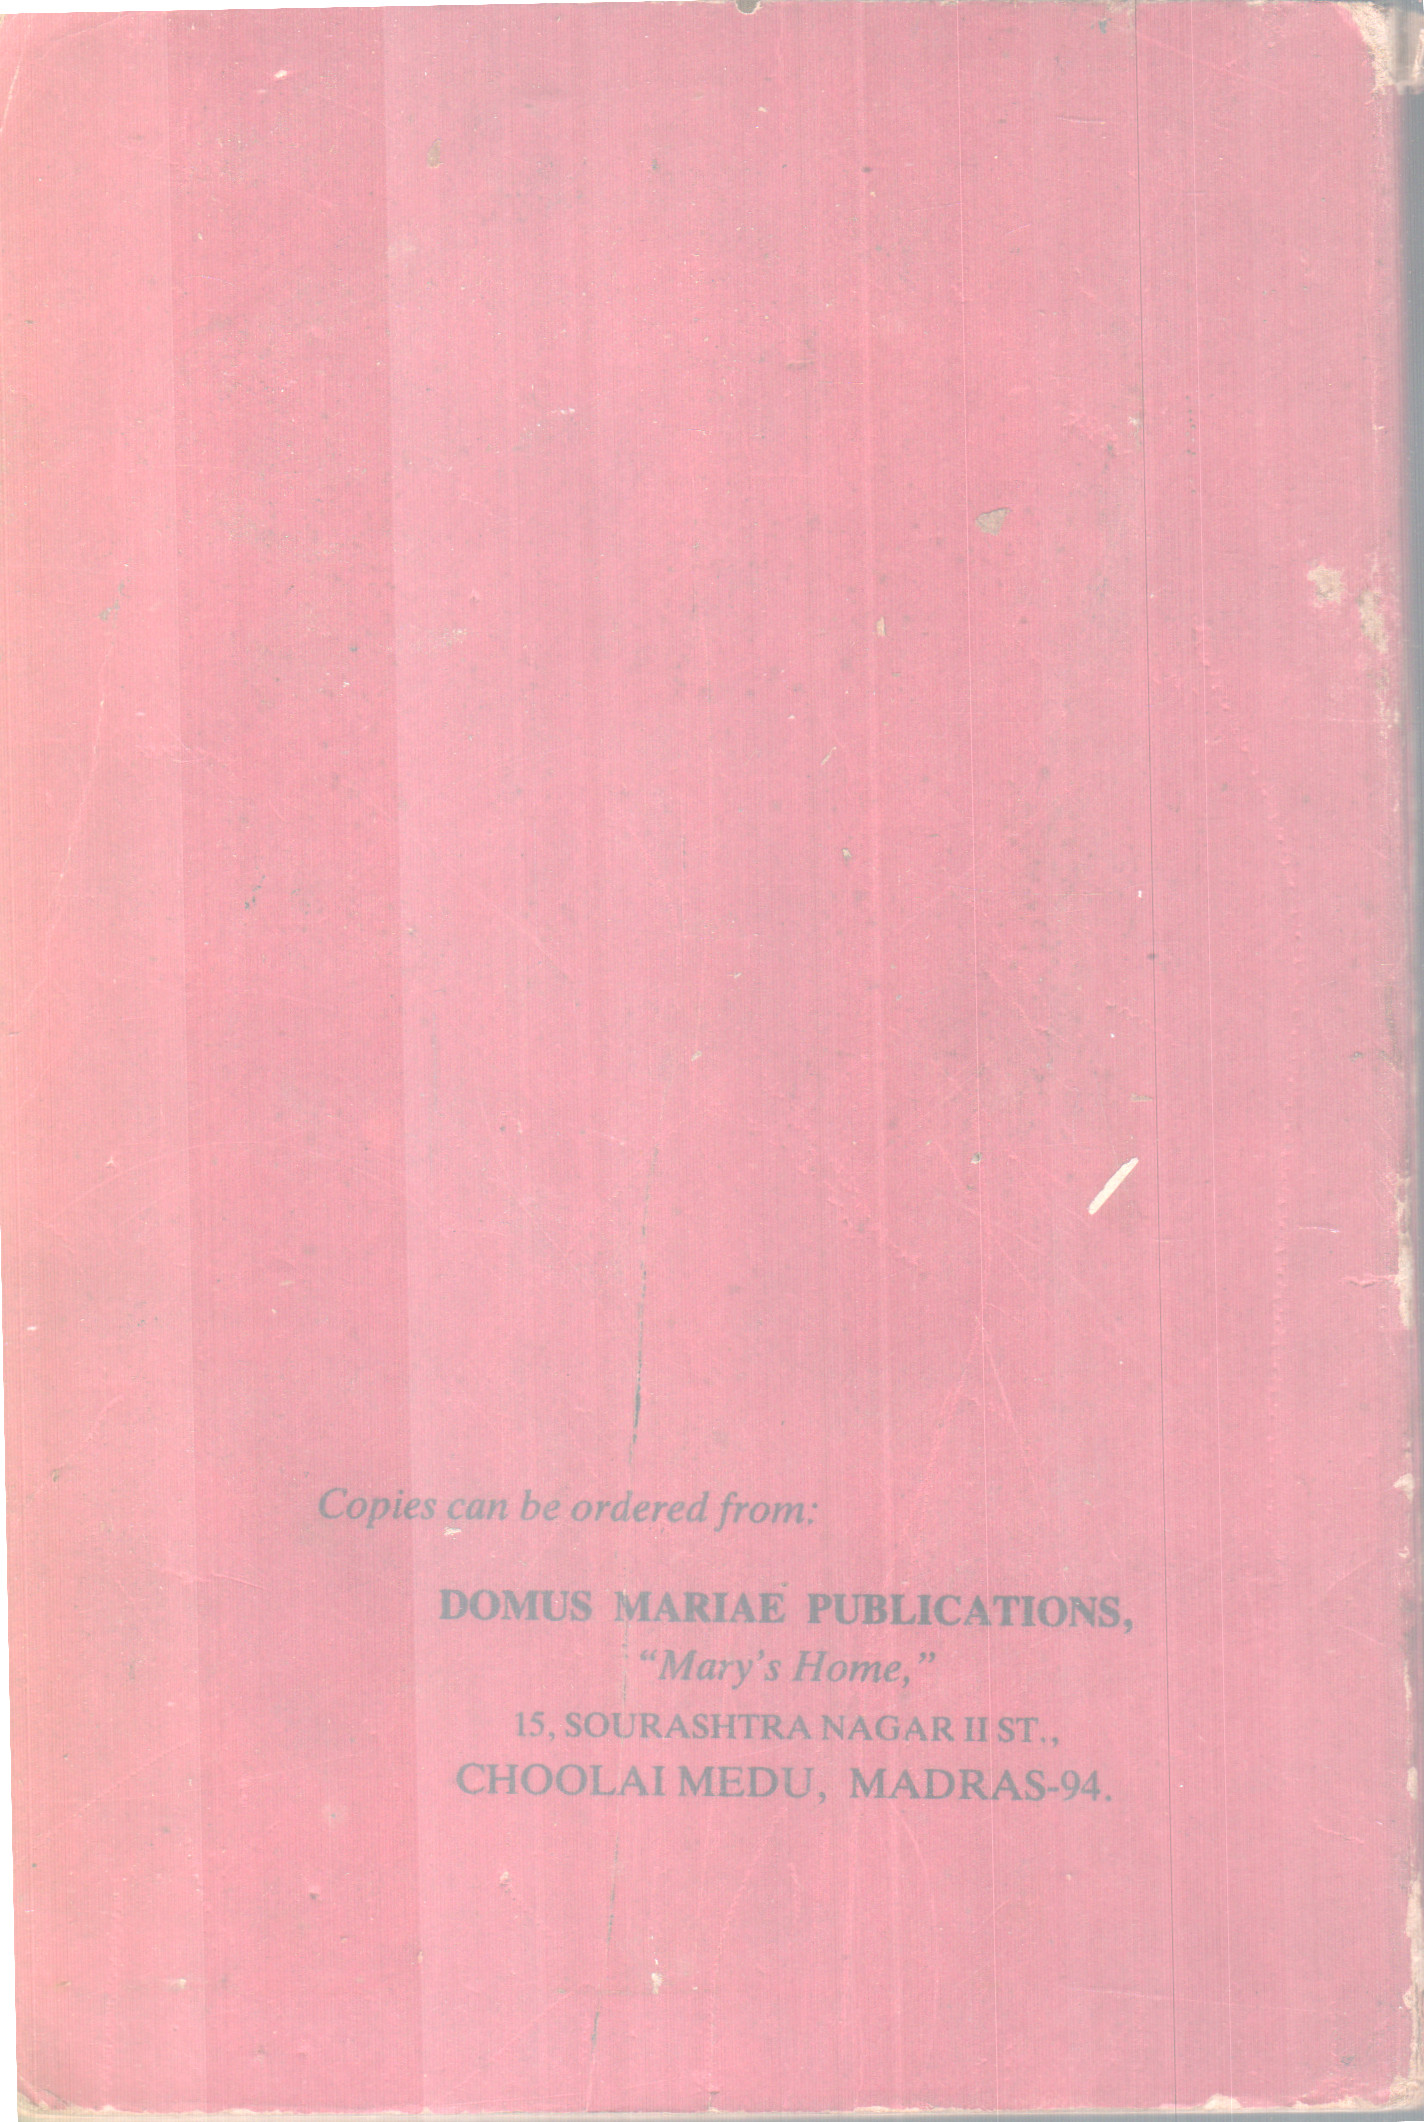 Copies can be ordered from:
DOMUS MARIAE PUBLICATIONS,
"Mary's Home,"
15, SOURASHTRA NAGAR II ST.,
CHOOLAI MEDU, MADRAS-94.